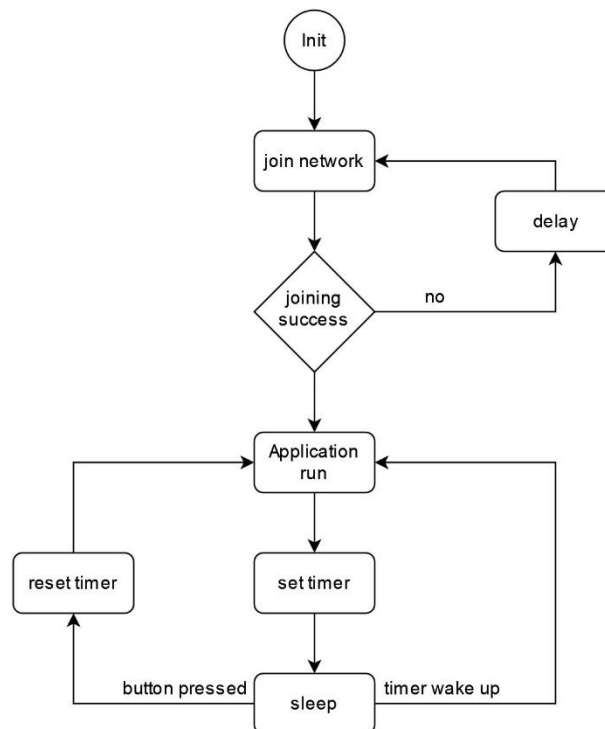 Init
join network
delay
joining
success
no
Application
run
reset timer
set timer
button pressed
sleep
timer wake up